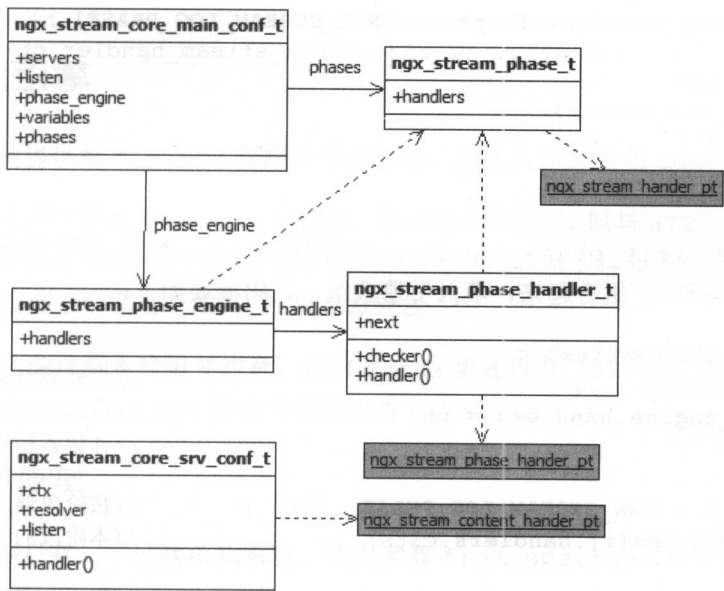 ngx_stream_core_main_conf_t
+servers
+listen
+phase_engine
+variables
+phases
phases
ngx_stream_phase_t
+handlers
ngx_stream_hander_pt
phase_engine
ngx_stream_phase_engine_t
+handlers
handlers
ngx_stream_phase_handler_t
+next
+checker()
+handler()
ngx_stream_phase_hander_pt
ngx_stream_core_srv_conf_t
+ctx
+resolver
+listen
+handler()
ngx_stream_content_hander_pt